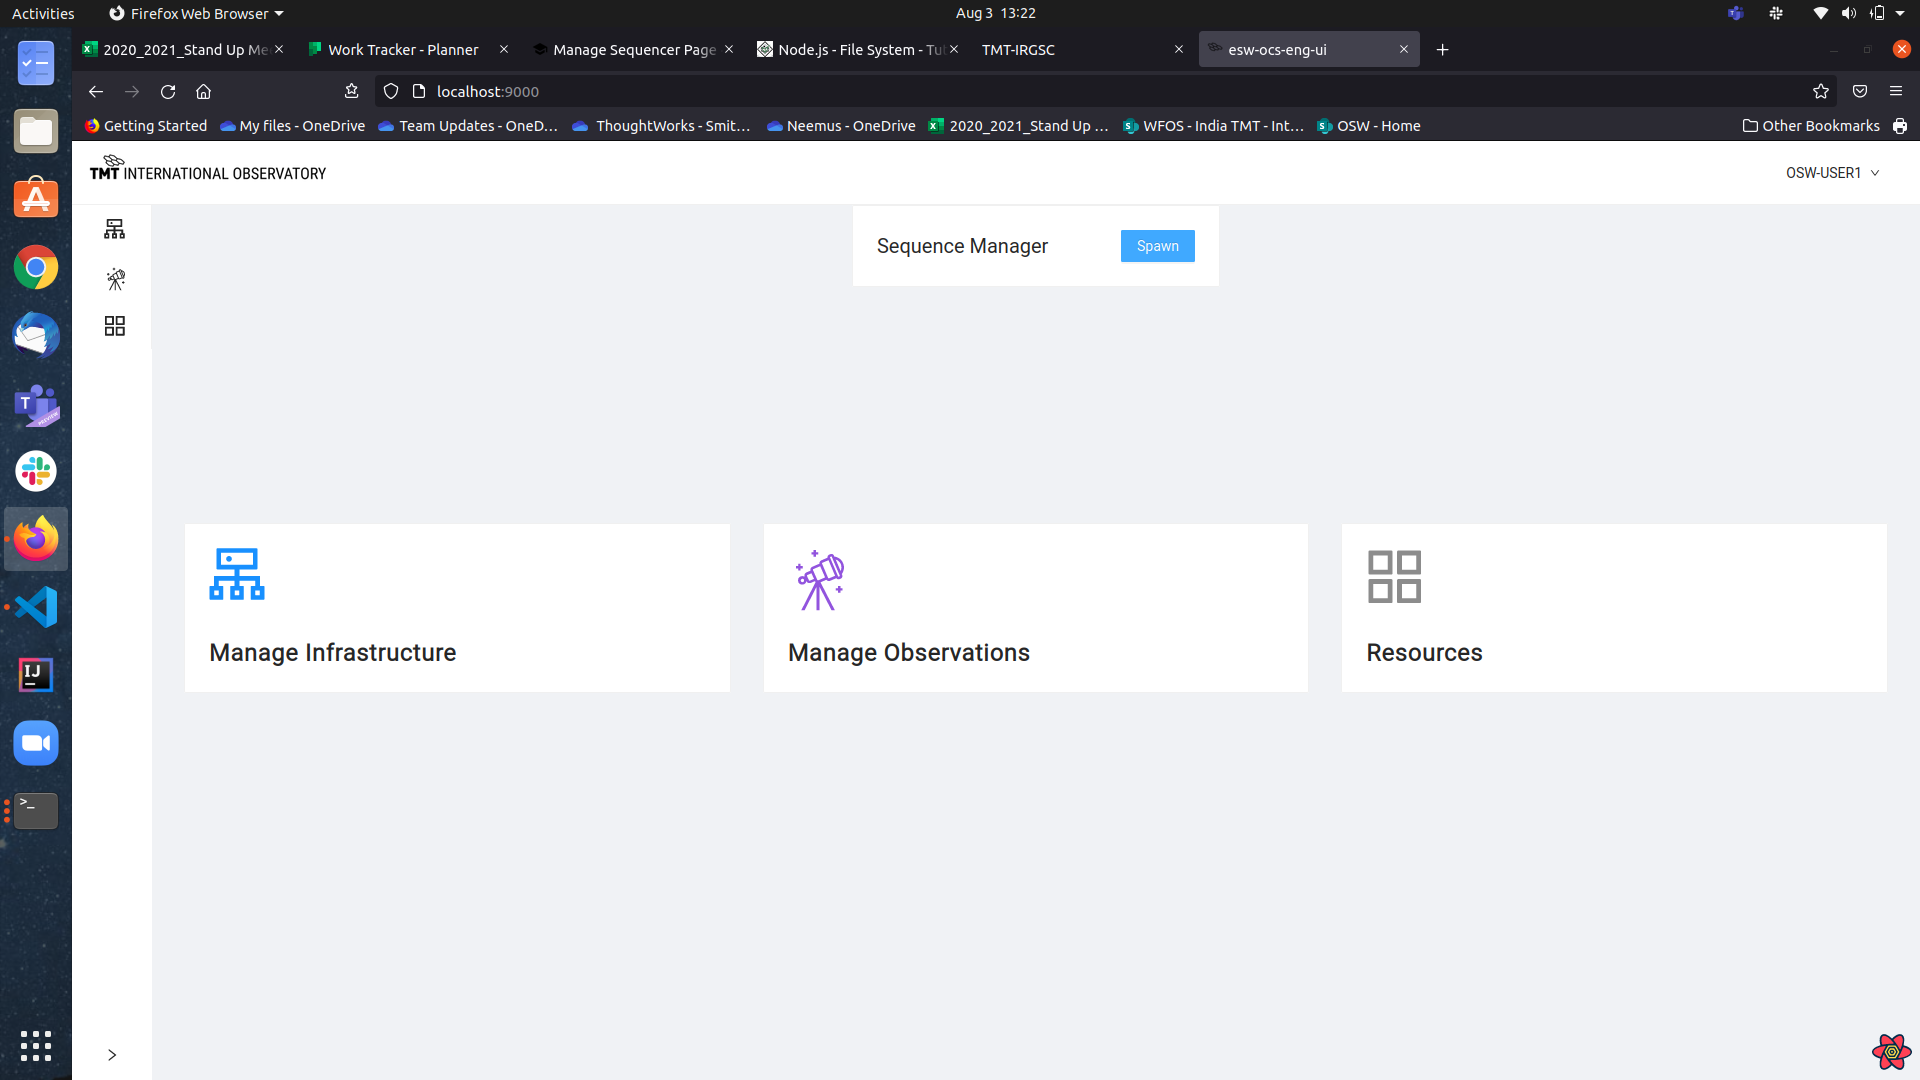 Activities Firefox Web Browser Aug 3 13:22
2020_2021_Stand Up Me Work Tracker - Planner Manage Sequencer Page Node.js - File System - Tu TMT-IRGSC esw-ocs-eng-ui
localhost:9000
Getting Started My files - OneDrive Team Updates - OneD… ThoughtWorks - Smit… Neemus - OneDrive 2020_2021_Stand Up … WFOS - India TMT - Int… OSW - Home Other Bookmarks
TMT INTERNATIONAL OBSERVATORY OSW-USER1
Sequence Manager Spawn
Manage Infrastructure Manage Observations Resources